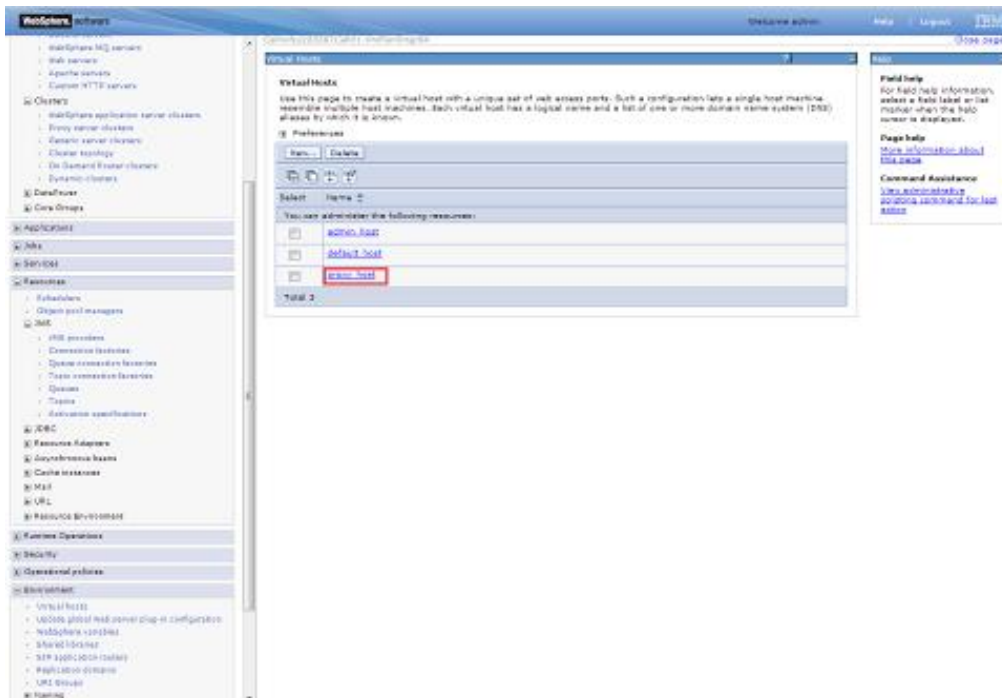 WebSphere. software
Welcome admin
Help | Logout
IBM
Close page
WebSphere MQ servers
Web servers
Apache servers
Custom HTTP servers
Clusters
WebSphere application server clusters
Proxy server clusters
Generic server clusters
Cluster topology
On Demand Router clusters
Dynamic clusters
DataPower
Core Groups
Applications
Jobs
Services
Resources
Schedulers
Object pool managers
JMS
JMS providers
Connection factories
Queue connection factories
Topic connection factories
Queues
Topics
Activation specifications
JDBC
Resource Adapters
Asynchronous beans
Cache instances
Mail
URL
Resource Environment
Runtime Operations
Security
Operational policies
Environment
Virtual hosts
Update global Web server plug-in configuration
WebSphere variables
Shared libraries
SIP application routers
Replication domains
URI Groups
Naming
Virtual Hosts
Virtual Hosts
Use this page to create a virtual host with a unique set of web access ports. Such a configuration lets a single host machine
resemble multiple host machines. Each virtual host has a logical name and a list of one or more domain name system (DNS)
aliases by which it is known.
Preferences
New... Delete
Select Name
You can administer the following resources:
admin_host
default_host
proxy_host
Total 3
Help
Field help
For field help information,
select a field label or list
marker when the help
cursor is displayed.
Page help
More information about
this page
Command Assistance
View administrative
scripting command for last
action